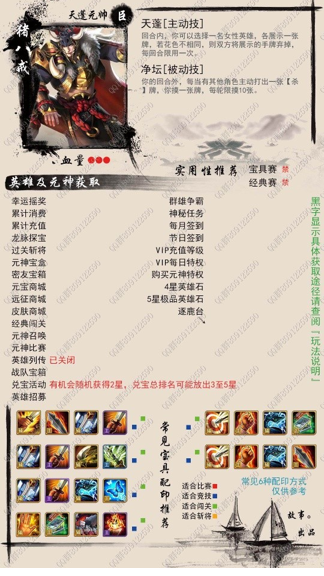 天蓬元帅
臣
猪八戒
天蓬[主动技]
回合内，你可以选择一名女性英雄，各展示一张
牌，若花色不相同，则双方将展示的手牌弃掉，
每回合限用一次。
净坛[被动技]
你的回合外，每当有其他角色主动打出一张【杀
】牌，你摸一张牌，每轮限摸10张。
血量
实用性推荐
宝具赛 禁
经典赛 禁
英雄及元神获取
幸运摇奖
群雄争霸
累计消费
神秘任务
累计充值
每月签到
龙脉探宝
节日签到
过关斩将
VIP充值等级
元神宝盒
VIP每日特权
密友宝箱
购买元神特权
元宝商城
4星英雄石
远征商城
5星极品英雄石
皮肤商城
逐鹿台
经典闯关
元神召唤
元神比赛
英雄列传 已关闭
战队宝箱
兑宝活动 有机会随机获得2星，兑宝总排名可能放出3至5星
英雄招募
黑字显示具体获取途径请查阅『玩法说明』
常见宝具配印推荐
适合比赛
适合竞技
适合闯关
适合斩将
常见6种配印方式
仅供参考
故事。
出品